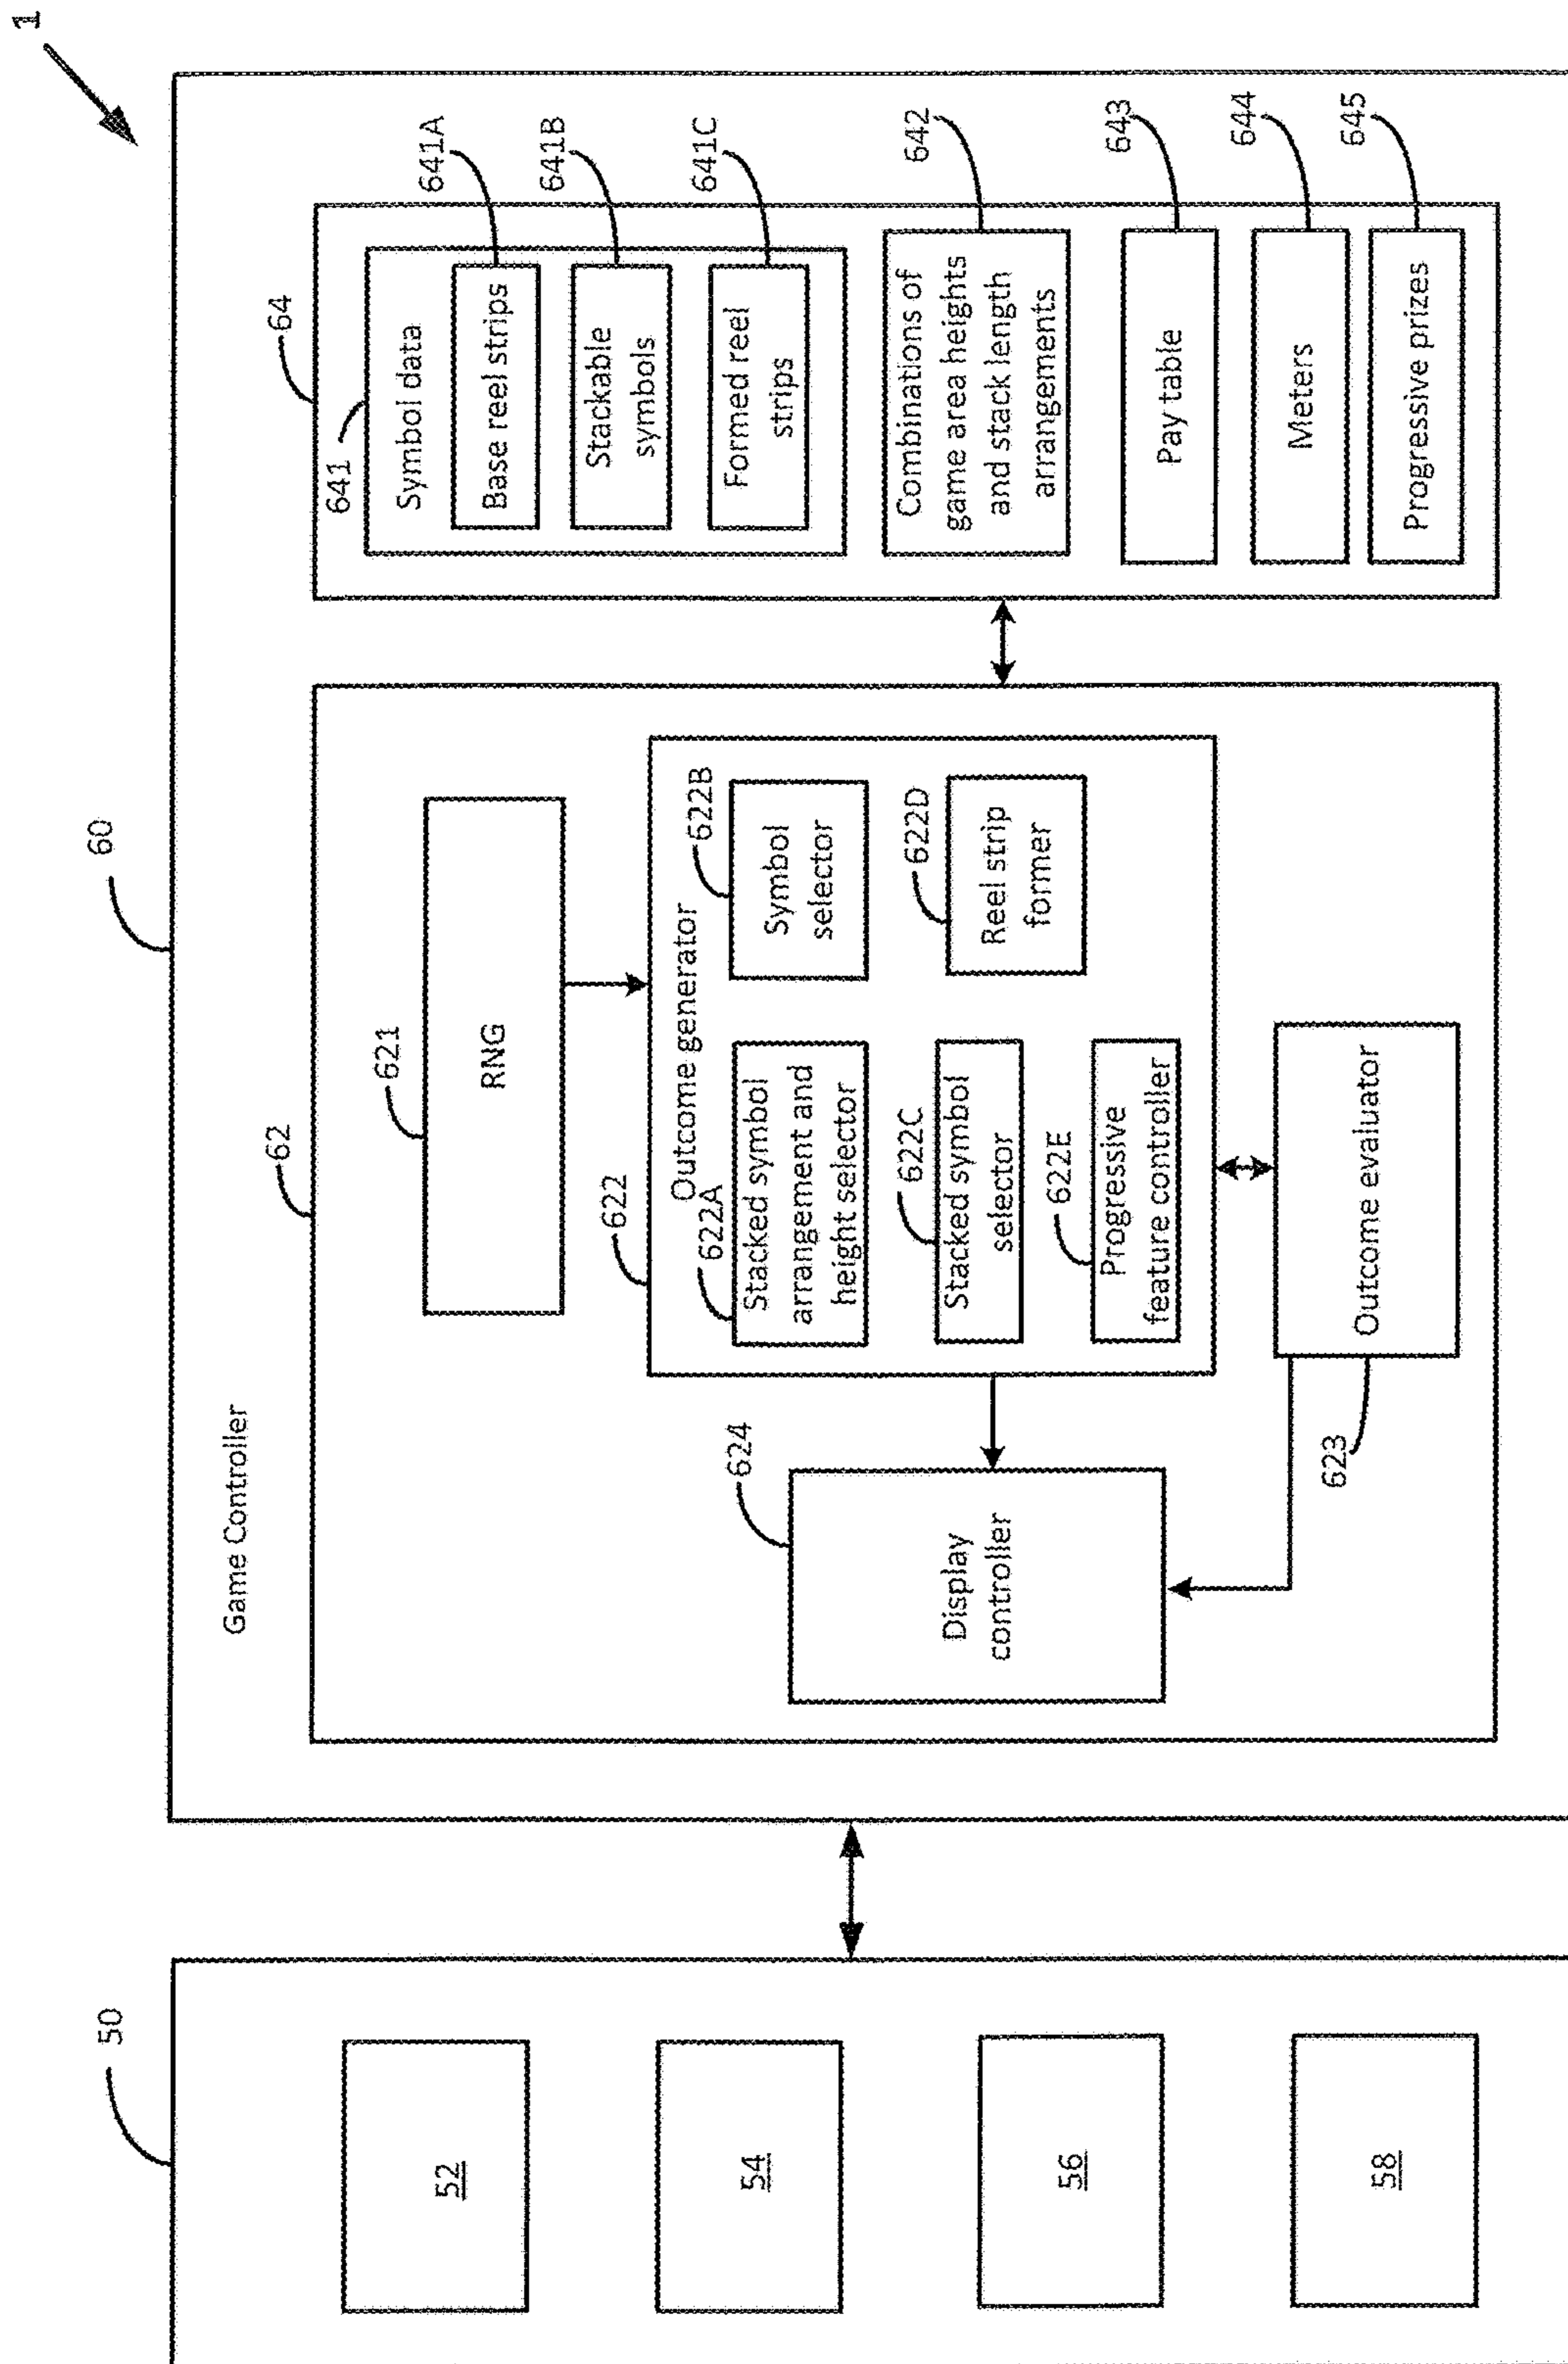 1
50
52
54
56
58
60
Game Controller
62
621
RNG
622
Outcome generator
622A
Stacked symbol
arrangement and
height selector
622B
Symbol
selector
622C
Stacked symbol
selector
622D
Reel strip
former
622E
Progressive
feature controller
624
Display
controller
623
Outcome evaluator
64
641
Symbol data
641A
Base reel strips
641B
Stackable
symbols
641C
Formed reel
strips
642
Combinations of
game area heights
and stack length
arrangements
643
Pay table
644
Meters
645
Progressive prizes